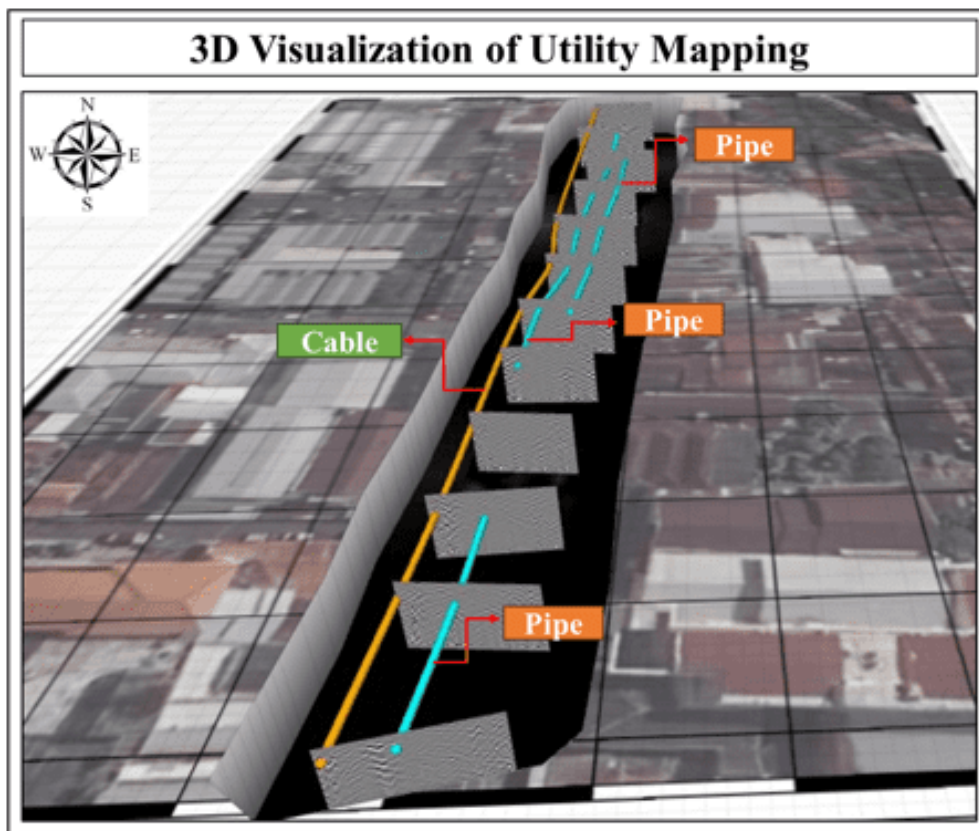 3D Visualization of Utility Mapping
N
W E
S
Pipe
Pipe
Cable
Pipe